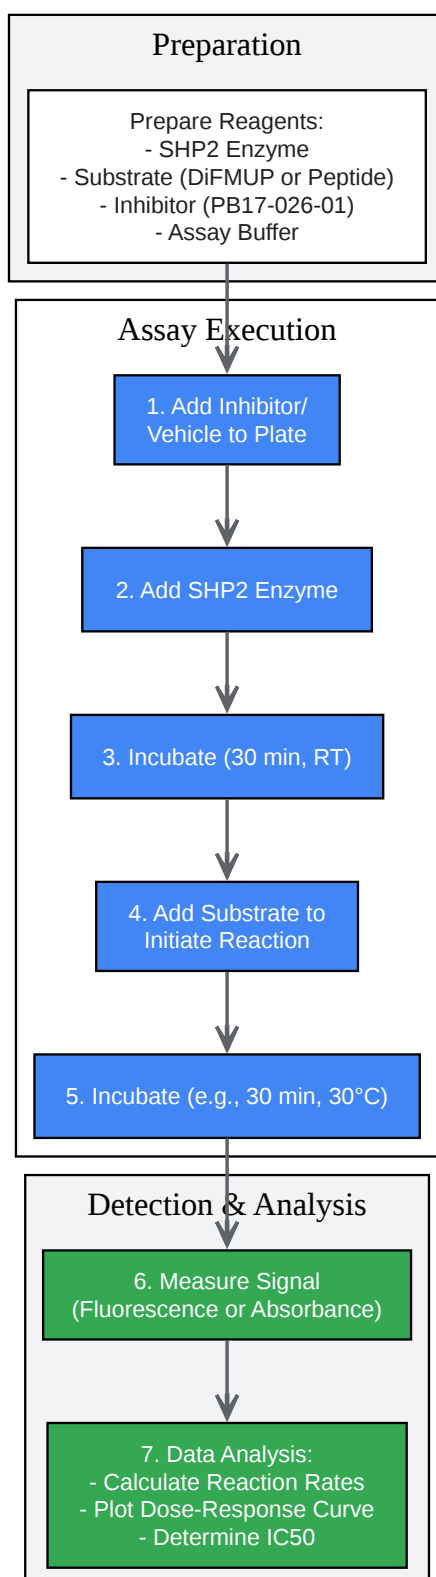 Preparation
Prepare Reagents:
- SHP2 Enzyme
- Substrate (DiFMUP or Peptide)
- Inhibitor (PB17-026-01)
- Assay Buffer
Assay Execution
1. Add Inhibitor/
Vehicle to Plate
2. Add SHP2 Enzyme
3. Incubate (30 min, RT)
4. Add Substrate to
Initiate Reaction
5. Incubate (e.g., 30 min, 30°C)
Detection & Analysis
6. Measure Signal
(Fluorescence or Absorbance)
7. Data Analysis:
- Calculate Reaction Rates
- Plot Dose-Response Curve
- Determine IC50